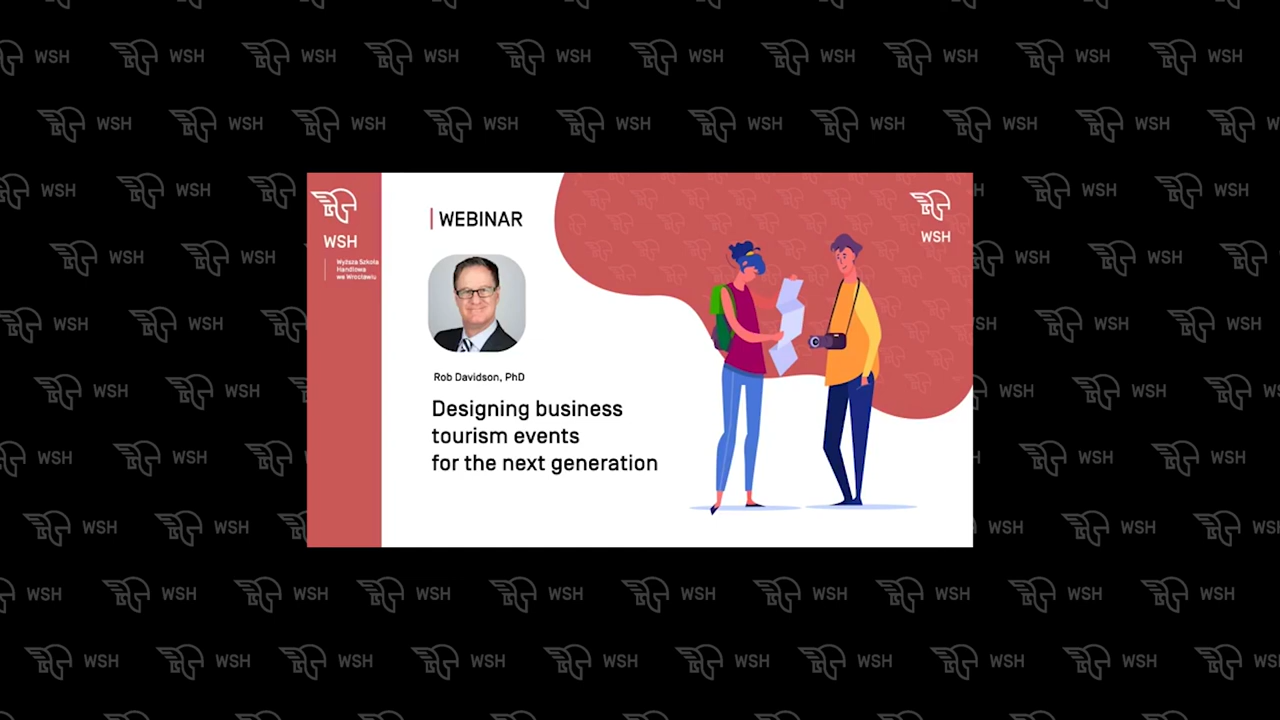 WSH
Wyższa Szkoła
Handlowa
we Wrocławiu
WEBINAR
Rob Davidson, PhD
Designing business
tourism events
for the next generation
WSH